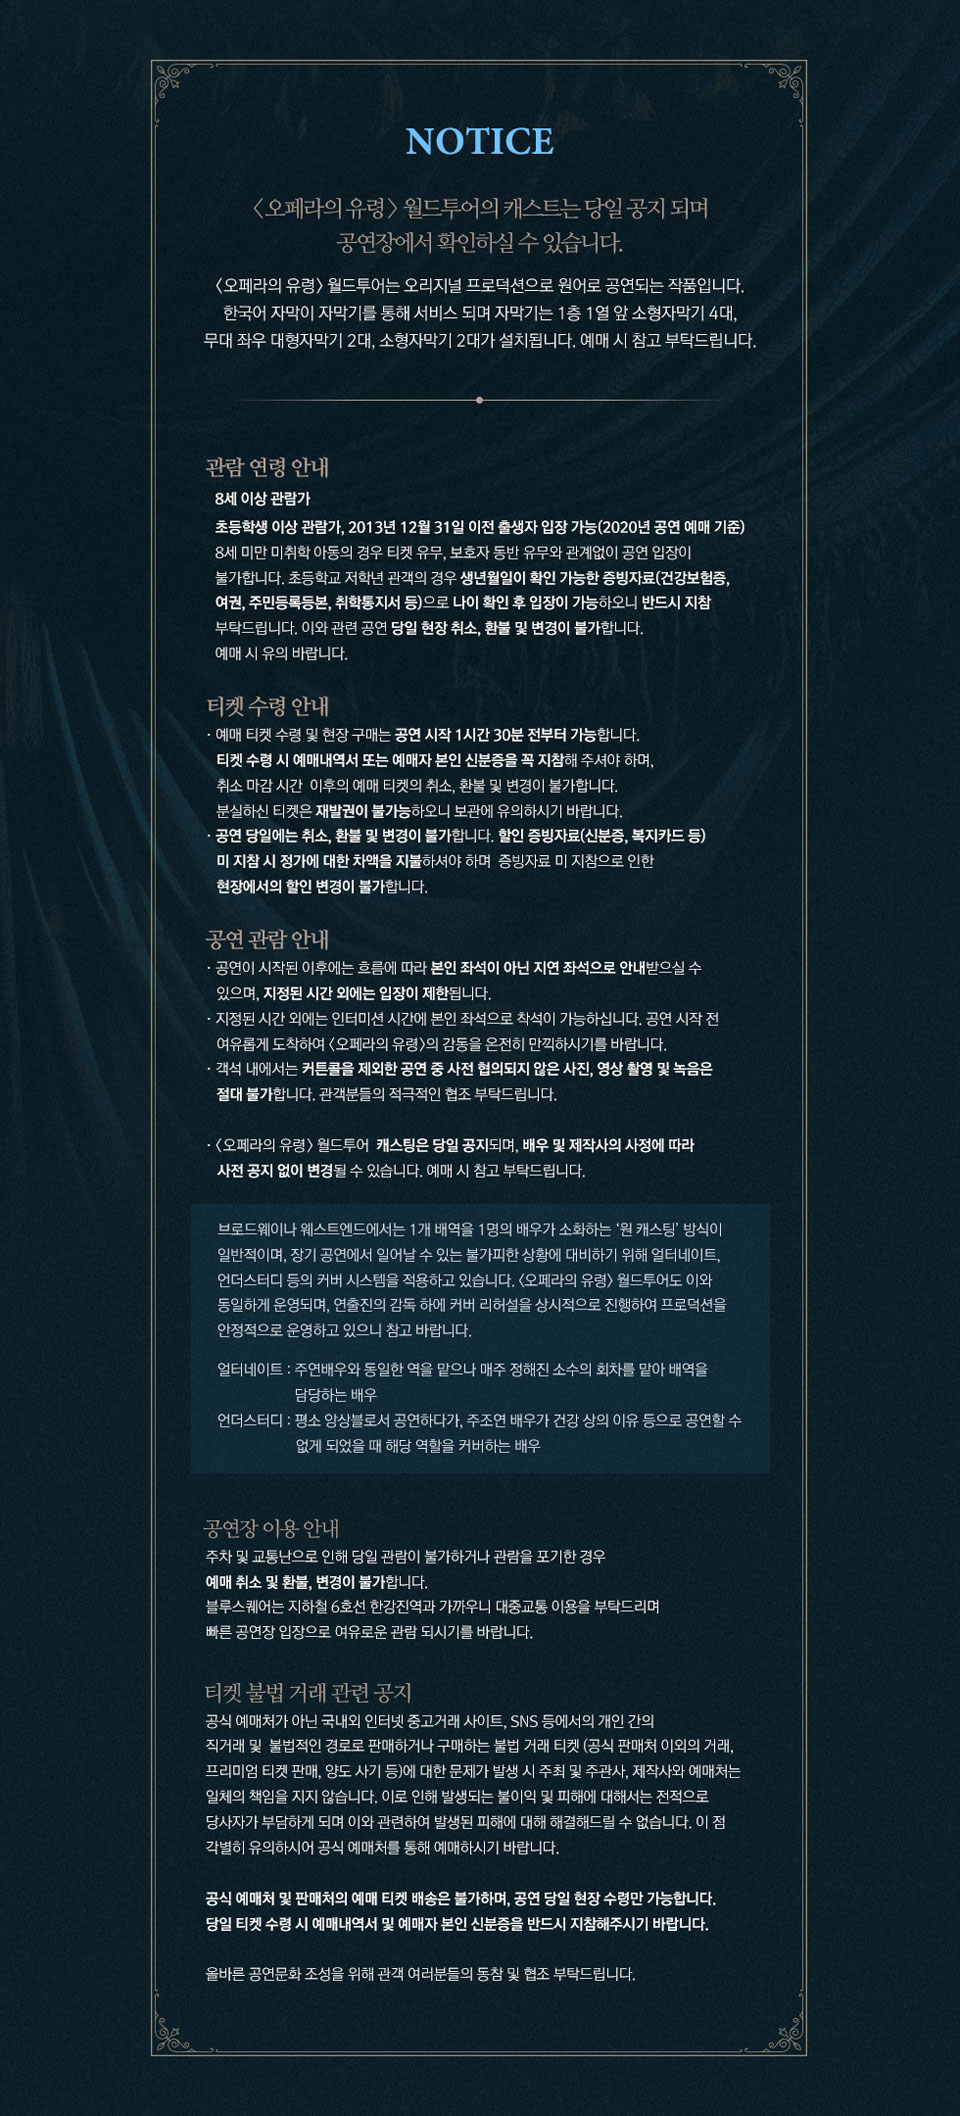 NOTICE
〈오페라의 유령〉 월드투어의 캐스트는 당일 공지 되며
공연장에서 확인하실 수 있습니다.
〈오페라의 유령〉 월드투어는 오리지널 프로덕션으로 원어로 공연되는 작품입니다.
한국어 자막이 자막기를 통해 서비스 되며 자막기는 1층 1열 앞 소형자막기 4대,
무대 좌우 대형자막기 2대, 소형자막기 2대가 설치됩니다. 예매 시 참고 부탁드립니다.
관람 연령 안내
8세 이상 관람가
초등학생 이상 관람가, 2013년 12월 31일 이전 출생자 입장 가능(2020년 공연 예매 기준)
8세 미만 미취학 아동의 경우 티켓 유무, 보호자 동반 유무와 관계없이 공연 입장이
불가합니다. 초등학교 저학년 관객의 경우 생년월일이 확인 가능한 증빙자료(건강보험증,
여권, 주민등록등본, 취학통지서 등)으로 나이 확인 후 입장이 가능하오니 반드시 지참
부탁드립니다. 이와 관련 공연 당일 현장 취소, 환불 및 변경이 불가합니다.
예매 시 유의 바랍니다.
티켓 수령 안내
· 예매 티켓 수령 및 현장 구매는 공연 시작 1시간 30분 전부터 가능합니다.
티켓 수령 시 예매내역서 또는 예매자 본인 신분증을 꼭 지참해 주셔야 하며,
취소 마감 시간 이후의 예매 티켓의 취소, 환불 및 변경이 불가합니다.
분실하신 티켓은 재발권이 불가능하오니 보관에 유의하시기 바랍니다.
· 공연 당일에는 취소, 환불 및 변경이 불가합니다. 할인 증빙자료(신분증, 복지카드 등)
미 지참 시 정가에 대한 차액을 지불하셔야 하며 증빙자료 미 지참으로 인한
현장에서의 할인 변경이 불가합니다.
공연 관람 안내
· 공연이 시작된 이후에는 흐름에 따라 본인 좌석이 아닌 지연 좌석으로 안내받으실 수
있으며, 지정된 시간 외에는 입장이 제한됩니다.
· 지정된 시간 외에는 인터미션 시간에 본인 좌석으로 착석이 가능하십니다. 공연 시작 전
여유롭게 도착하여 〈오페라의 유령〉의 감동을 온전히 만끽하시기를 바랍니다.
· 객석 내에서는 커튼콜을 제외한 공연 중 사전 협의되지 않은 사진, 영상 촬영 및 녹음은
절대 불가합니다. 관객분들의 적극적인 협조 부탁드립니다.
· 〈오페라의 유령〉 월드투어 캐스팅은 당일 공지되며, 배우 및 제작사의 사정에 따라
사전 공지 없이 변경될 수 있습니다. 예매 시 참고 부탁드립니다.
브로드웨이나 웨스트엔드에서는 1개 배역을 1명의 배우가 소화하는 ‘원 캐스팅’ 방식이
일반적이며, 장기 공연에서 일어날 수 있는 불가피한 상황에 대비하기 위해 얼터네이트,
언더스터디 등의 커버 시스템을 적용하고 있습니다. 〈오페라의 유령〉 월드투어도 이와
동일하게 운영되며, 연출진의 감독 하에 커버 리허설을 상시적으로 진행하여 프로덕션을
안정적으로 운영하고 있으니 참고 바랍니다.
얼터네이트 : 주연배우와 동일한 역을 맡으나 매주 정해진 소수의 회차를 맡아 배역을
담당하는 배우
언더스터디 : 평소 앙상블로서 공연하다가, 주조연 배우가 건강 상의 이유 등으로 공연할 수
없게 되었을 때 해당 역할을 커버하는 배우
공연장 이용 안내
주차 및 교통난으로 인해 당일 관람이 불가하거나 관람을 포기한 경우
예매 취소 및 환불, 변경이 불가합니다.
블루스퀘어는 지하철 6호선 한강진역과 가까우니 대중교통 이용을 부탁드리며
빠른 공연장 입장으로 여유로운 관람 되시기를 바랍니다.
티켓 불법 거래 관련 공지
공식 예매처가 아닌 국내외 인터넷 중고거래 사이트, SNS 등에서의 개인 간의
직거래 및 불법적인 경로로 판매하거나 구매하는 불법 거래 티켓 (공식 판매처 이외의 거래,
프리미엄 티켓 판매, 양도 사기 등)에 대한 문제가 발생 시 주최 및 주관사, 제작사와 예매처는
일체의 책임을 지지 않습니다. 이로 인해 발생되는 불이익 및 피해에 대해서는 전적으로
당사자가 부담하게 되며 이와 관련하여 발생된 피해에 대해 해결해드릴 수 없습니다. 이 점
각별히 유의하시어 공식 예매처를 통해 예매하시기 바랍니다.
공식 예매처 및 판매처의 예매 티켓 배송은 불가하며, 공연 당일 현장 수령만 가능합니다.
당일 티켓 수령 시 예매내역서 및 예매자 본인 신분증을 반드시 지참해주시기 바랍니다.
올바른 공연문화 조성을 위해 관객 여러분들의 동참 및 협조 부탁드립니다.